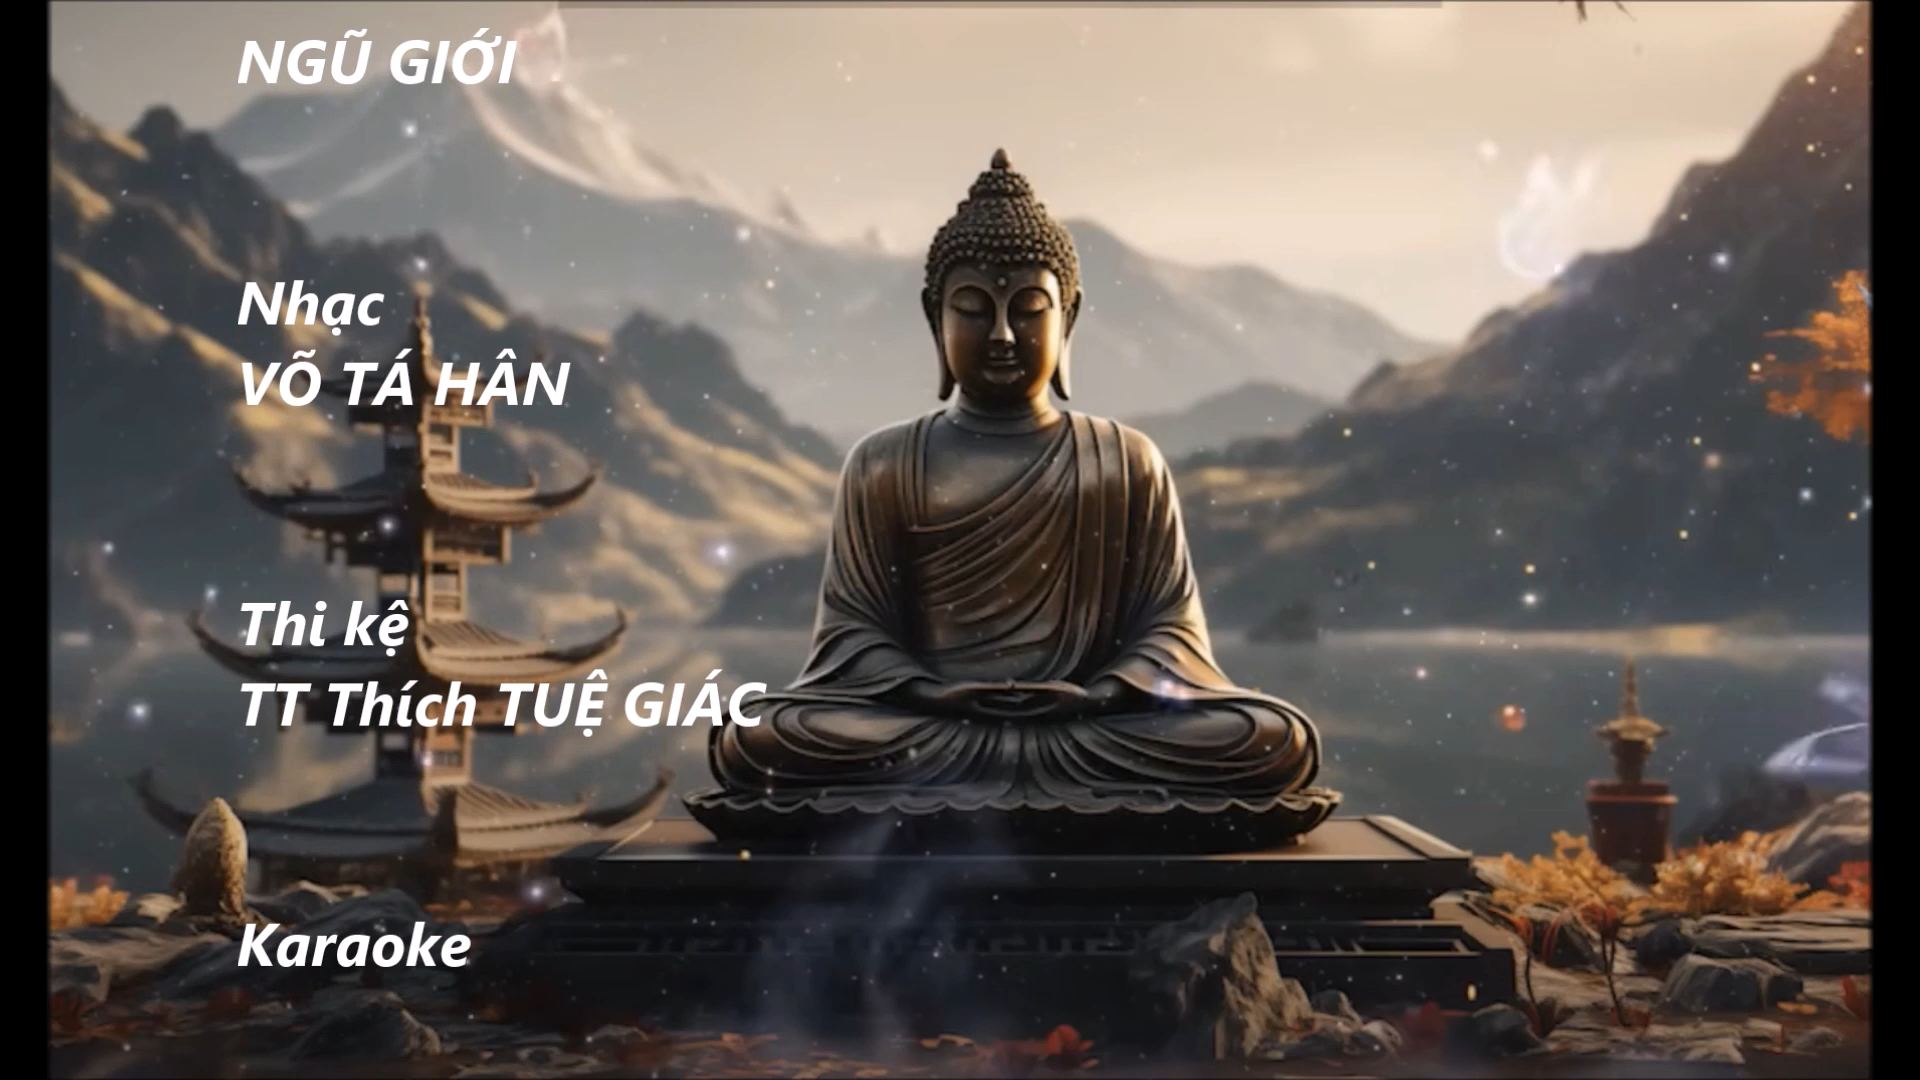 NGŨ GIỚI
Nhạc
VÕ TÁ HÂN
Thi kệ
TT Thích TUỆ GIÁC
Karaoke